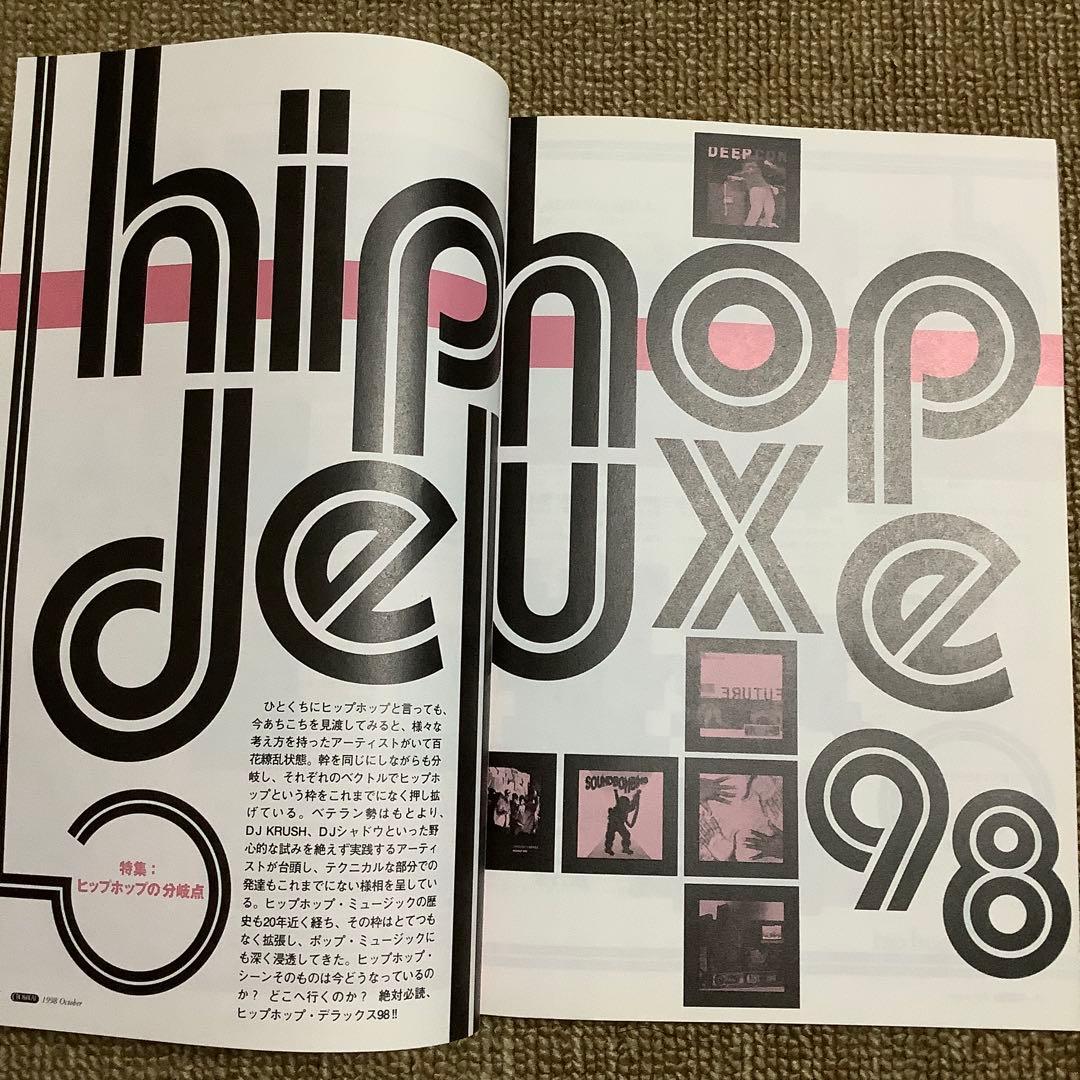 hip hop
deluxe
98
DEEP
FUTURE
SOUNDBOMBING
ひとくちにヒップホップと言っても、
今あちこちを見渡してみると、様々な
考え方を持ったアーティストがいて百
花繚乱状態。幹を同じにしながらも分
岐し、それぞれのベクトルでヒップホ
ップという枠をこれまでになく押し拡
げている。ベテラン勢はもとより、
DJ KRUSH、DJシャドウといった野
心的な試みを絶えず実践するアーティ
ストが台頭し、テクニカルな部分での
発達もこれまでにない様相を呈してい
る。ヒップホップ・ミュージックの歴
史も20年近く経ち、その枠はとてつも
なく拡張し、ポップ・ミュージックに
も深く浸透してきた。ヒップホップ・
シーンそのものは今どうなっているの
か? どこへ行くのか? 絶対必読、
ヒップホップ・デラックス98!!
特集：
ヒップホップの分岐点
1998 October